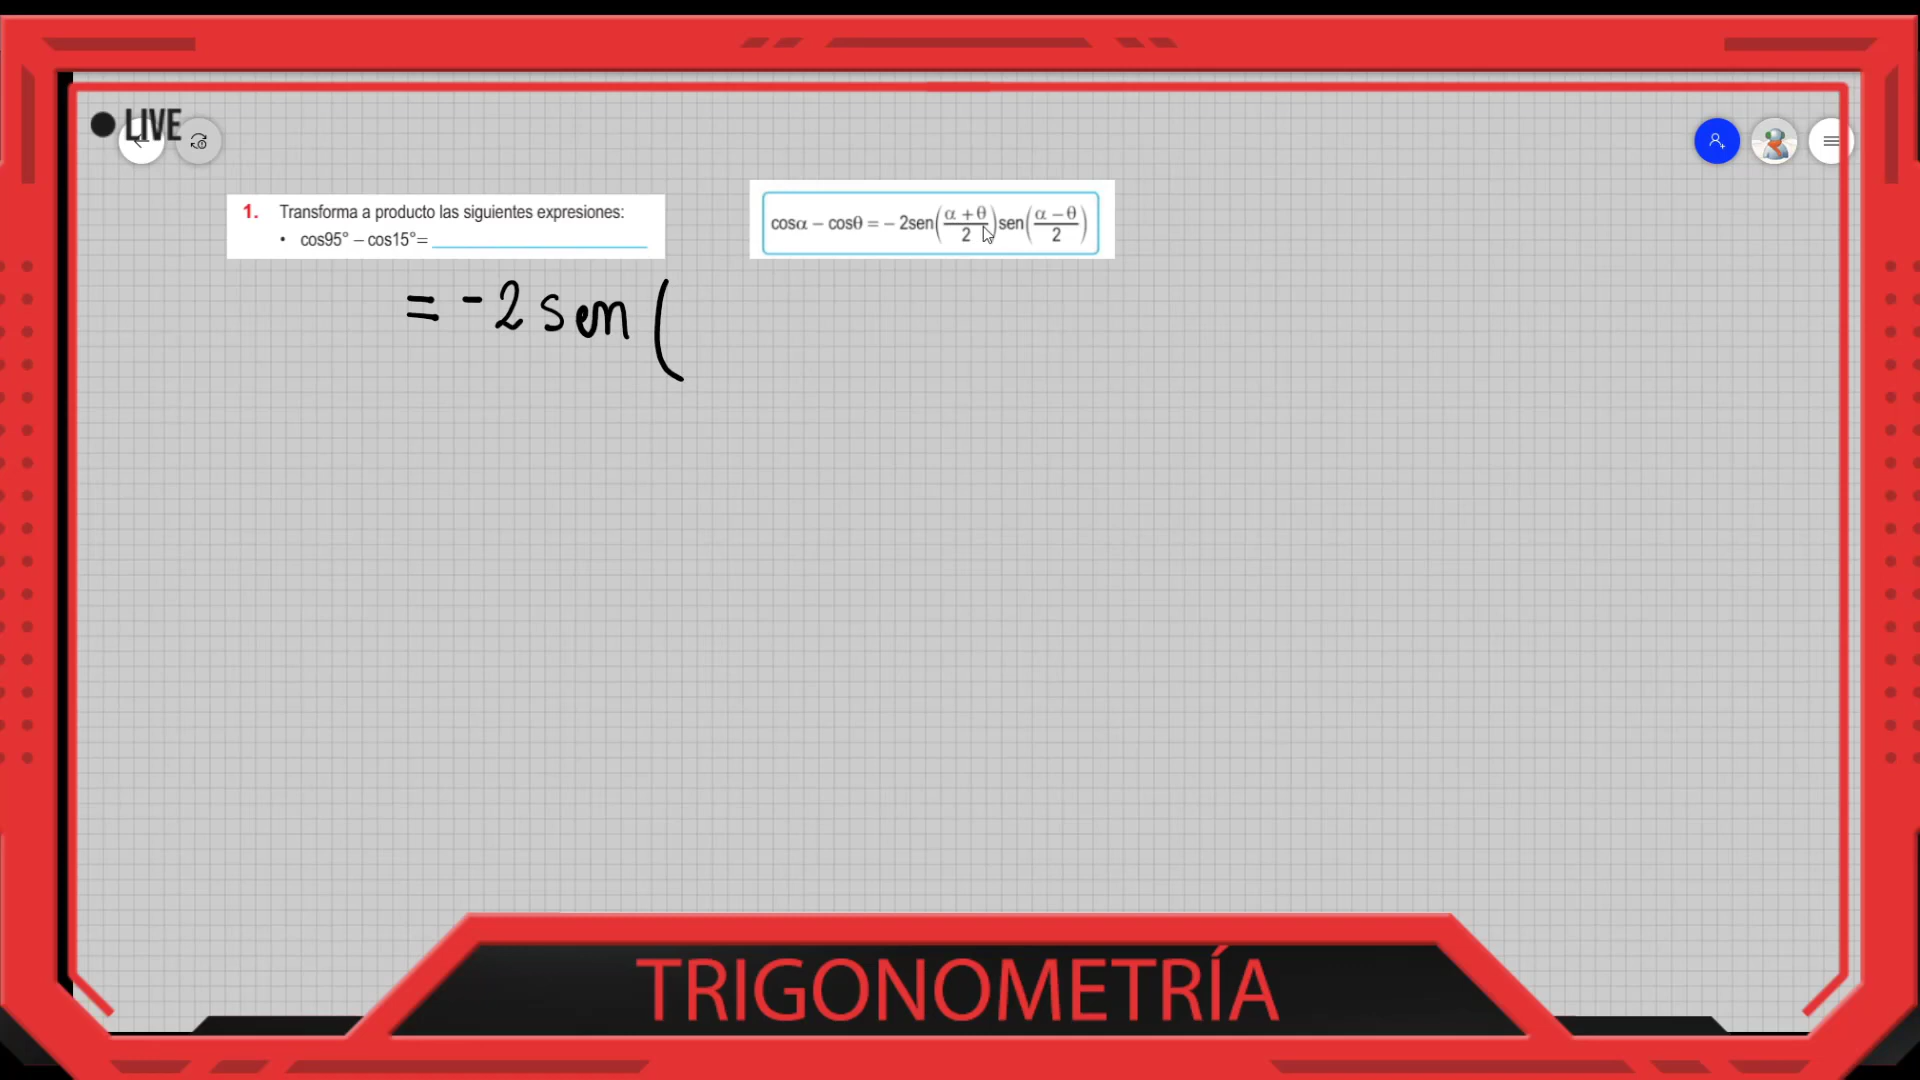 LIVE
1. Transforma a producto las siguientes expresiones:
• cos95° – cos15°=
cosα – cosθ = – 2sen(α + θ / 2)sen(α – θ / 2)
= -2 sen (
TRIGONOMETRÍA